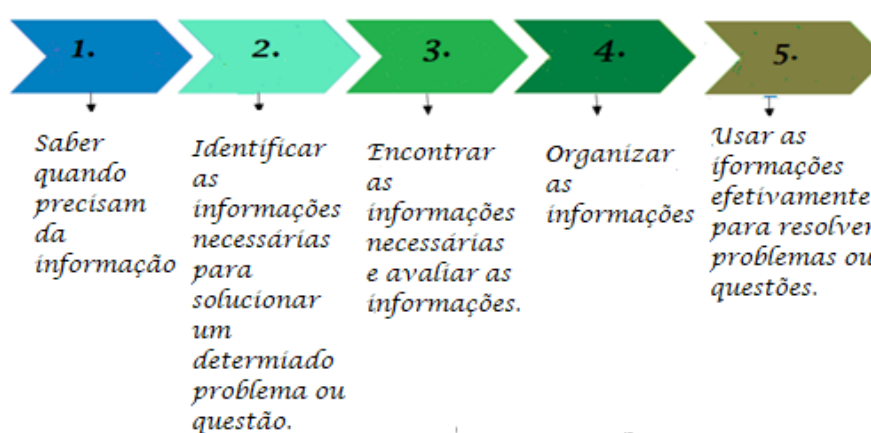 1.
2.
3.
4.
5.
Saber
quando
precisam
da
informação
Identificar
as
informações
necessárias
para
solucionar
um
determiado
problema ou
questão.
Encontrar
as
informações
necessárias
e avaliar as
informações.
Organizar
as
informações
Usar as
iformações
efetivamente
para resolver
problemas ou
questões.